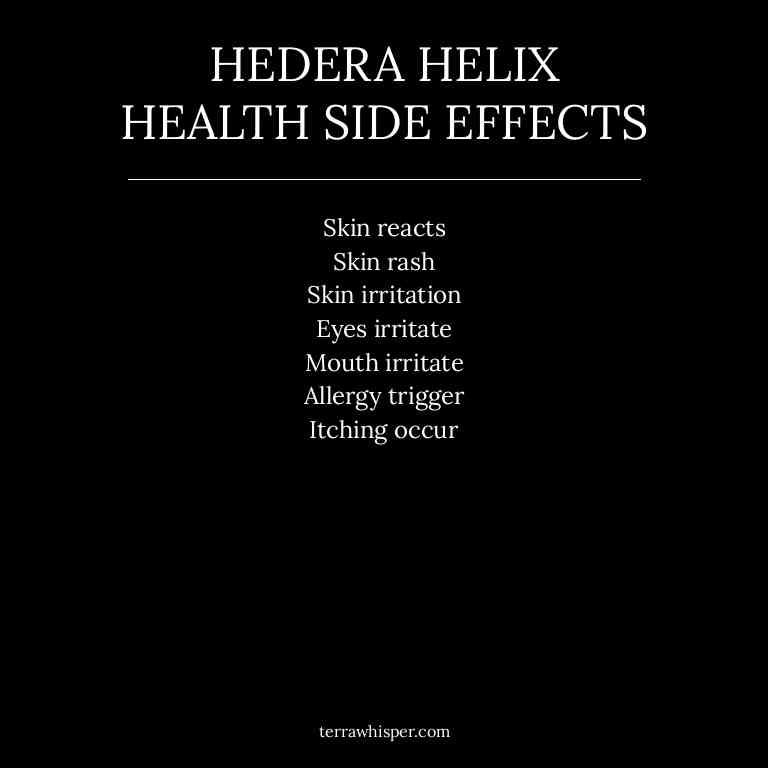 HEDERA HELIX
HEALTH SIDE EFFECTS
Skin reacts
Skin rash
Skin irritation
Eyes irritate
Mouth irritate
Allergy trigger
Itching occur
terrawhisper.com